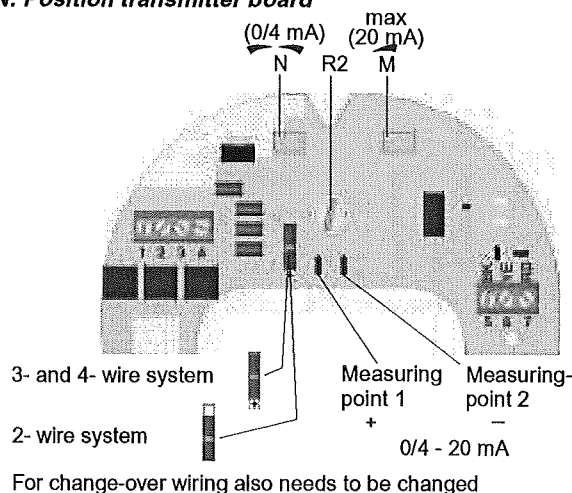 N: Position transmitter board
(0/4 mA)
max
(20 mA)
N R2 M
1 2 3 4
5 6 7
3- and 4- wire system
2- wire system
Measuring
point 1
+
Measuring-
point 2
–
0/4 - 20 mA
For change-over wiring also needs to be changed